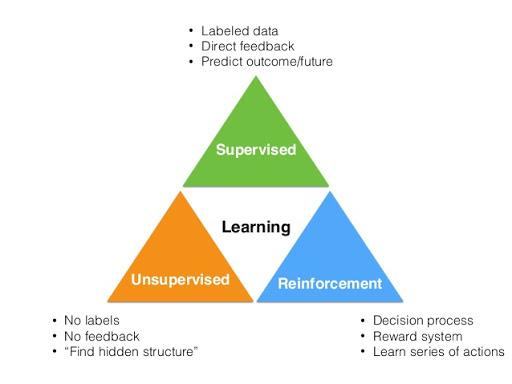 • Labeled data
• Direct feedback
• Predict outcome/future
Supervised
Learning
Unsupervised
Reinforcement
• No labels
• No feedback
• “Find hidden structure”
• Decision process
• Reward system
• Learn series of actions